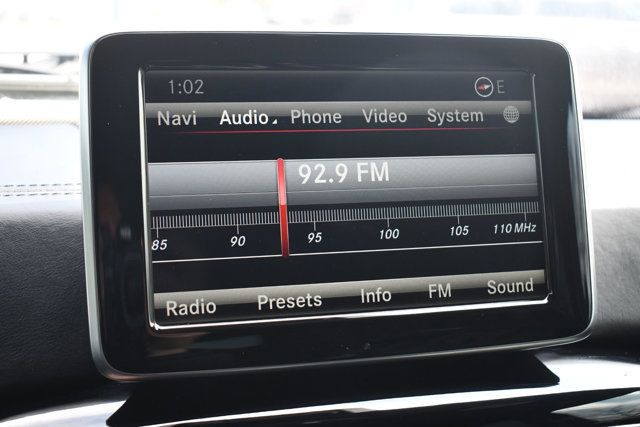 1:02 E
Navi Audio Phone Video System
92.9 FM
85 90 95 100 105 110 MHz
Radio Presets Info FM Sound